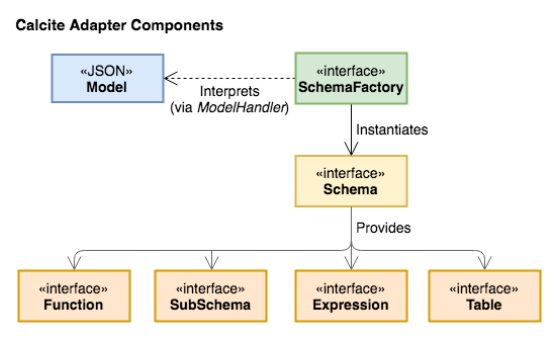 Calcite Adapter Components
«JSON»
Model
Interprets
(via ModelHandler)
«interface»
SchemaFactory
Instantiates
«interface»
Schema
Provides
«interface»
Function
«interface»
SubSchema
«interface»
Expression
«interface»
Table